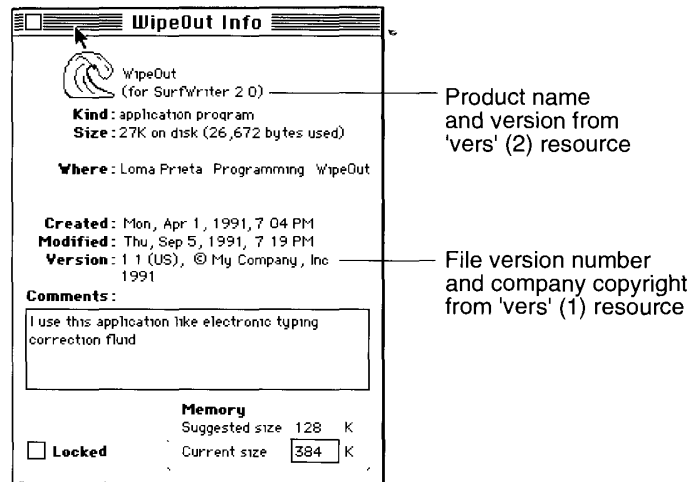 WipeOut Info
WipeOut
(for SurfWriter 2 0)
Kind: application program
Size: 27K on disk (26,672 bytes used)
Where: Loma Prieta Programming WipeOut
Created: Mon, Apr 1, 1991, 7 04 PM
Modified: Thu, Sep 5, 1991, 7 19 PM
Version: 1 1 (US), © My Company, Inc
1991
Comments:
I use this application like electronic typing
correction fluid
Memory
Suggested size 128 K
Locked
Current size 384 K
Product name
and version from
'vers' (2) resource
File version number
and company copyright
from 'vers' (1) resource